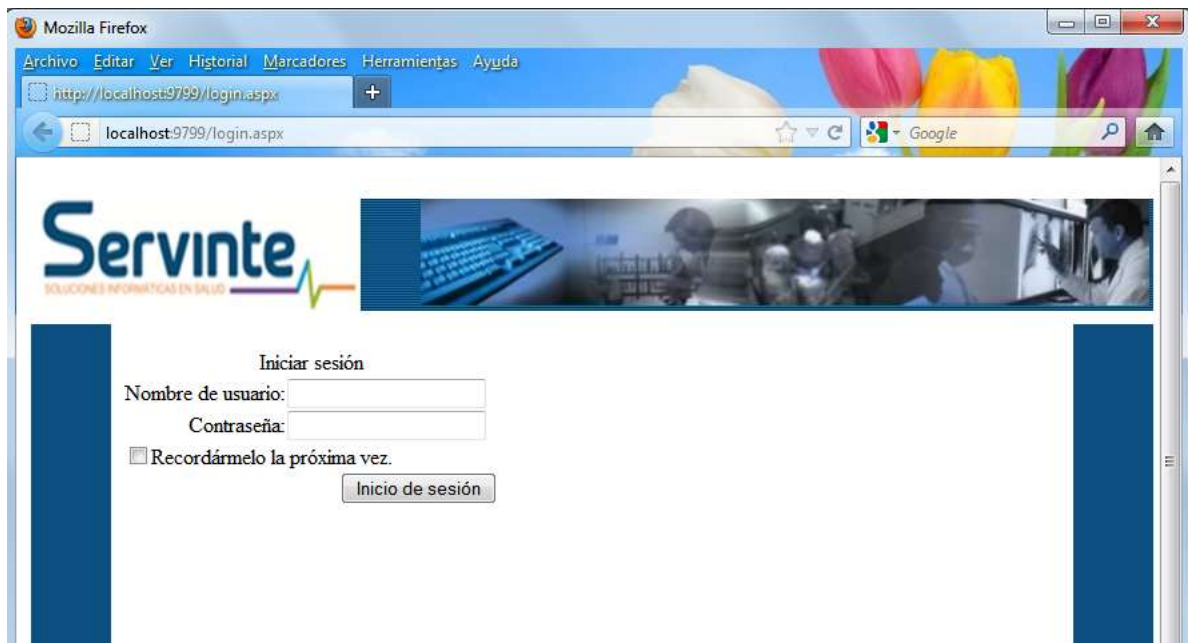 Mozilla Firefox
Archivo Editar Ver Historial Marcadores Herramientas Ayuda
http://localhost:9799/login.aspx
localhost:9799/login.aspx
Google
Servinte
SOLUCIONES INFORMÁTICAS EN SALUD
Iniciar sesión
Nombre de usuario:
Contraseña:
Recordármelo la próxima vez.
Inicio de sesión